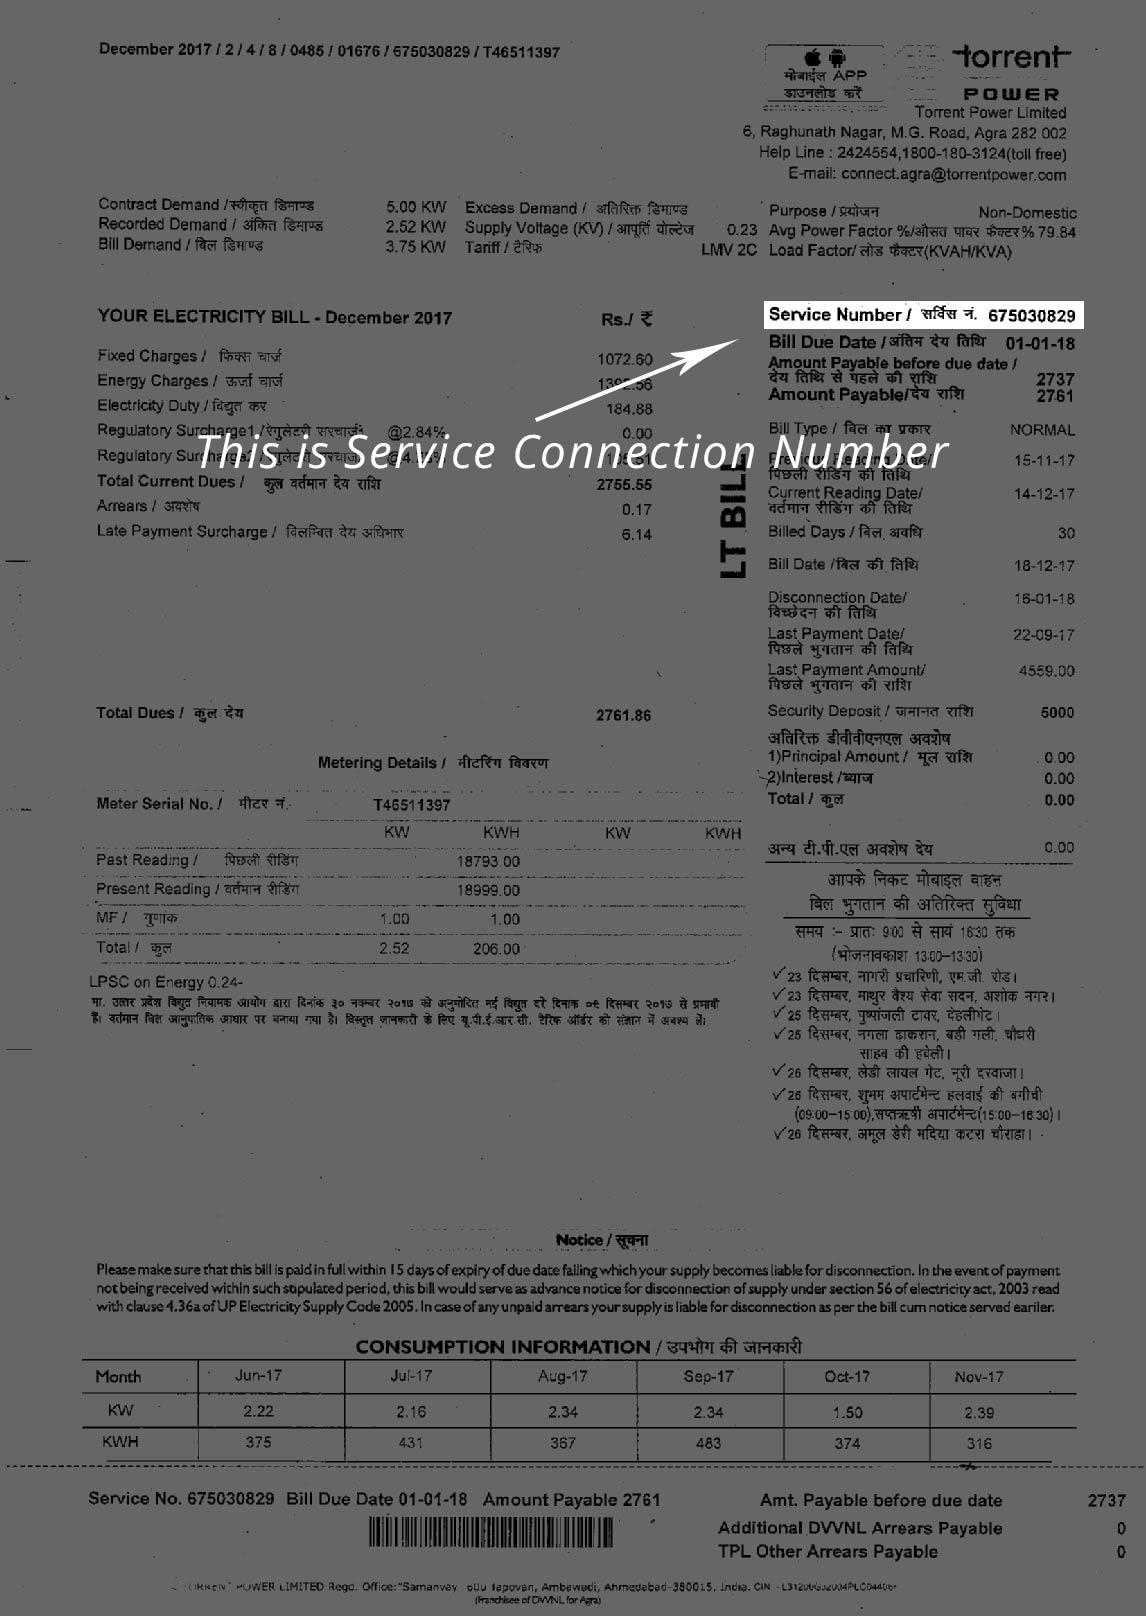 December 2017 / 2 / 4 / 8 / 0485 / 01676 / 675030829 / T46511397
मोबाईल APP
डाउनलोड करें
torrent
POWER
Torrent Power Limited
6, Raghunath Nagar, M.G. Road, Agra 282 002
Help Line : 2424554,1800-180-3124(toll free)
E-mail: connect.agra@torrentpower.com
Contract Demand / स्वीकृत डिमाण्ड 5.00 KW Excess Demand / अतिरिक्त डिमाण्ड Purpose / प्रयोजन Non-Domestic
Recorded Demand / अंकित डिमाण्ड 2.52 KW Supply Voltage (KV) / आपूर्ति वोल्टेज 0.23 Avg Power Factor %/औसत पावर फैक्टर % 79.84
Bill Demand / बिल डिमाण्ड 3.75 KW Tariff / टैरिफ LMV 2C Load Factor/ लोड फैक्टर(KVAH/KVA)
YOUR ELECTRICITY BILL - December 2017 Rs./ ₹
Fixed Charges / फिक्स चार्ज 1072.60
Energy Charges / ऊर्जा चार्ज
Electricity Duty / विद्युत कर 184.88
Regulatory Surcharge1 / रेगुलेटरी सरचार्ज @2.84% 0.00
This is Service Connection Number
Total Current Dues / कुल वर्तमान देय राशि 2755.55
Arrears / अवशेष 0.17
Late Payment Surcharge / विलम्बित देय अधिभार 6.14
Total Dues / कुल देय 2761.86
LT BILL
Service Number / सर्विस नं. 675030829
Bill Due Date / अंतिम देय तिथि 01-01-18
Amount Payable before due date /
देय तिथि से पहले की राशि 2737
Amount Payable/देय राशि 2761
Bill Type / बिल का प्रकार NORMAL
Previous Reading Date/ 15-11-17
पिछली रीडिंग की तिथि
Current Reading Date/ 14-12-17
वर्तमान रीडिंग की तिथि
Billed Days / बिल अवधि 30
Bill Date /बिल की तिथि 18-12-17
Disconnection Date/ 16-01-18
विच्छेदन की तिथि
Last Payment Date/ 22-09-17
पिछले भुगतान की तिथि
Last Payment Amount/ 4559.00
पिछले भुगतान की राशि
Security Deposit / जमानत राशि 5000
अतिरिक्त डीवीवीएनएल अवशेष
1)Principal Amount / मूल राशि 0.00
2)Interest /ब्याज 0.00
Total / कुल 0.00
अन्य टी.पी.एल अवशेष देय 0.00
Metering Details / मीटरिंग विवरण
Meter Serial No. / मीटर नं. T46511397
KW KWH KW KWH
Past Reading / पिछली रीडिंग 18793.00
Present Reading / वर्तमान रीडिंग 18999.00
MF / गुणांक 1.00 1.00
Total / कुल 2.52 206.00
LPSC on Energy 0.24-
मा. उत्तर प्रदेश विद्युत नियामक आयोग द्वारा दिनांक ३० नवम्बर २०१७ को अनुमोदित नई विद्युत दरें दिनांक ०९ दिसम्बर २०१७ से प्रभावी
हैं। वर्तमान बिल आनुपातिक आधार पर बनाया गया है। विस्तृत जानकारी के लिए यू.पी.ई.आर.सी. टैरिफ ऑर्डर को संज्ञान में अवश्य लें।
आपके निकट मोबाइल वाहन
बिल भुगतान की अतिरिक्त सुविधा
समय :- प्रातः 9:00 से सायं 16:30 तक
(भोजनावकाश 13:00–13:30)
✓23 दिसम्बर, नागरी प्रचारिणी, एम.जी. रोड।
✓23 दिसम्बर, माथुर वैश्य सेवा सदन, अशोक नगर।
✓25 दिसम्बर, पुष्पांजली टावर, देहलीगेट।
✓25 दिसम्बर, नगला ढाकरान, बड़ी गली, चौधरी
साहब की हवेली।
✓26 दिसम्बर, लेडी लायल गेट, नूरी दरवाजा।
✓26 दिसम्बर, शुभम अपार्टमेन्ट हलवाई की बगीची
(09:00–15:00),सप्तऋषी अपार्टमेन्ट(15:00–16:30)।
✓26 दिसम्बर, अमूल डेरी मदिया कटरा चौराहा।
Notice / सूचना
Please make sure that this bill is paid in full within 15 days of expiry of due date failing which your supply becomes liable for disconnection. In the event of payment
not being received within such stipulated period, this bill would serve as advance notice for disconnection of supply under section 56 of electricity act, 2003 read
with clause 4.36a of UP Electricity Supply Code 2005. In case of any unpaid arrears your supply is liable for disconnection as per the bill cum notice served eariler.
CONSUMPTION INFORMATION / उपभोग की जानकारी
Month Jun-17 Jul-17 Aug-17 Sep-17 Oct-17 Nov-17
KW 2.22 2.16 2.34 2.34 1.50 2.39
KWH 375 431 367 483 374 316
Service No. 675030829 Bill Due Date 01-01-18 Amount Payable 2761 Amt. Payable before due date 2737
Additional DVVNL Arrears Payable 0
TPL Other Arrears Payable 0
POWER LIMITED Regd. Office: "Samanvay", 600 Tapovan, Ambawadi, Ahmedabad-380015, India. CIN
(Franchisee of DVVNL for Agra)